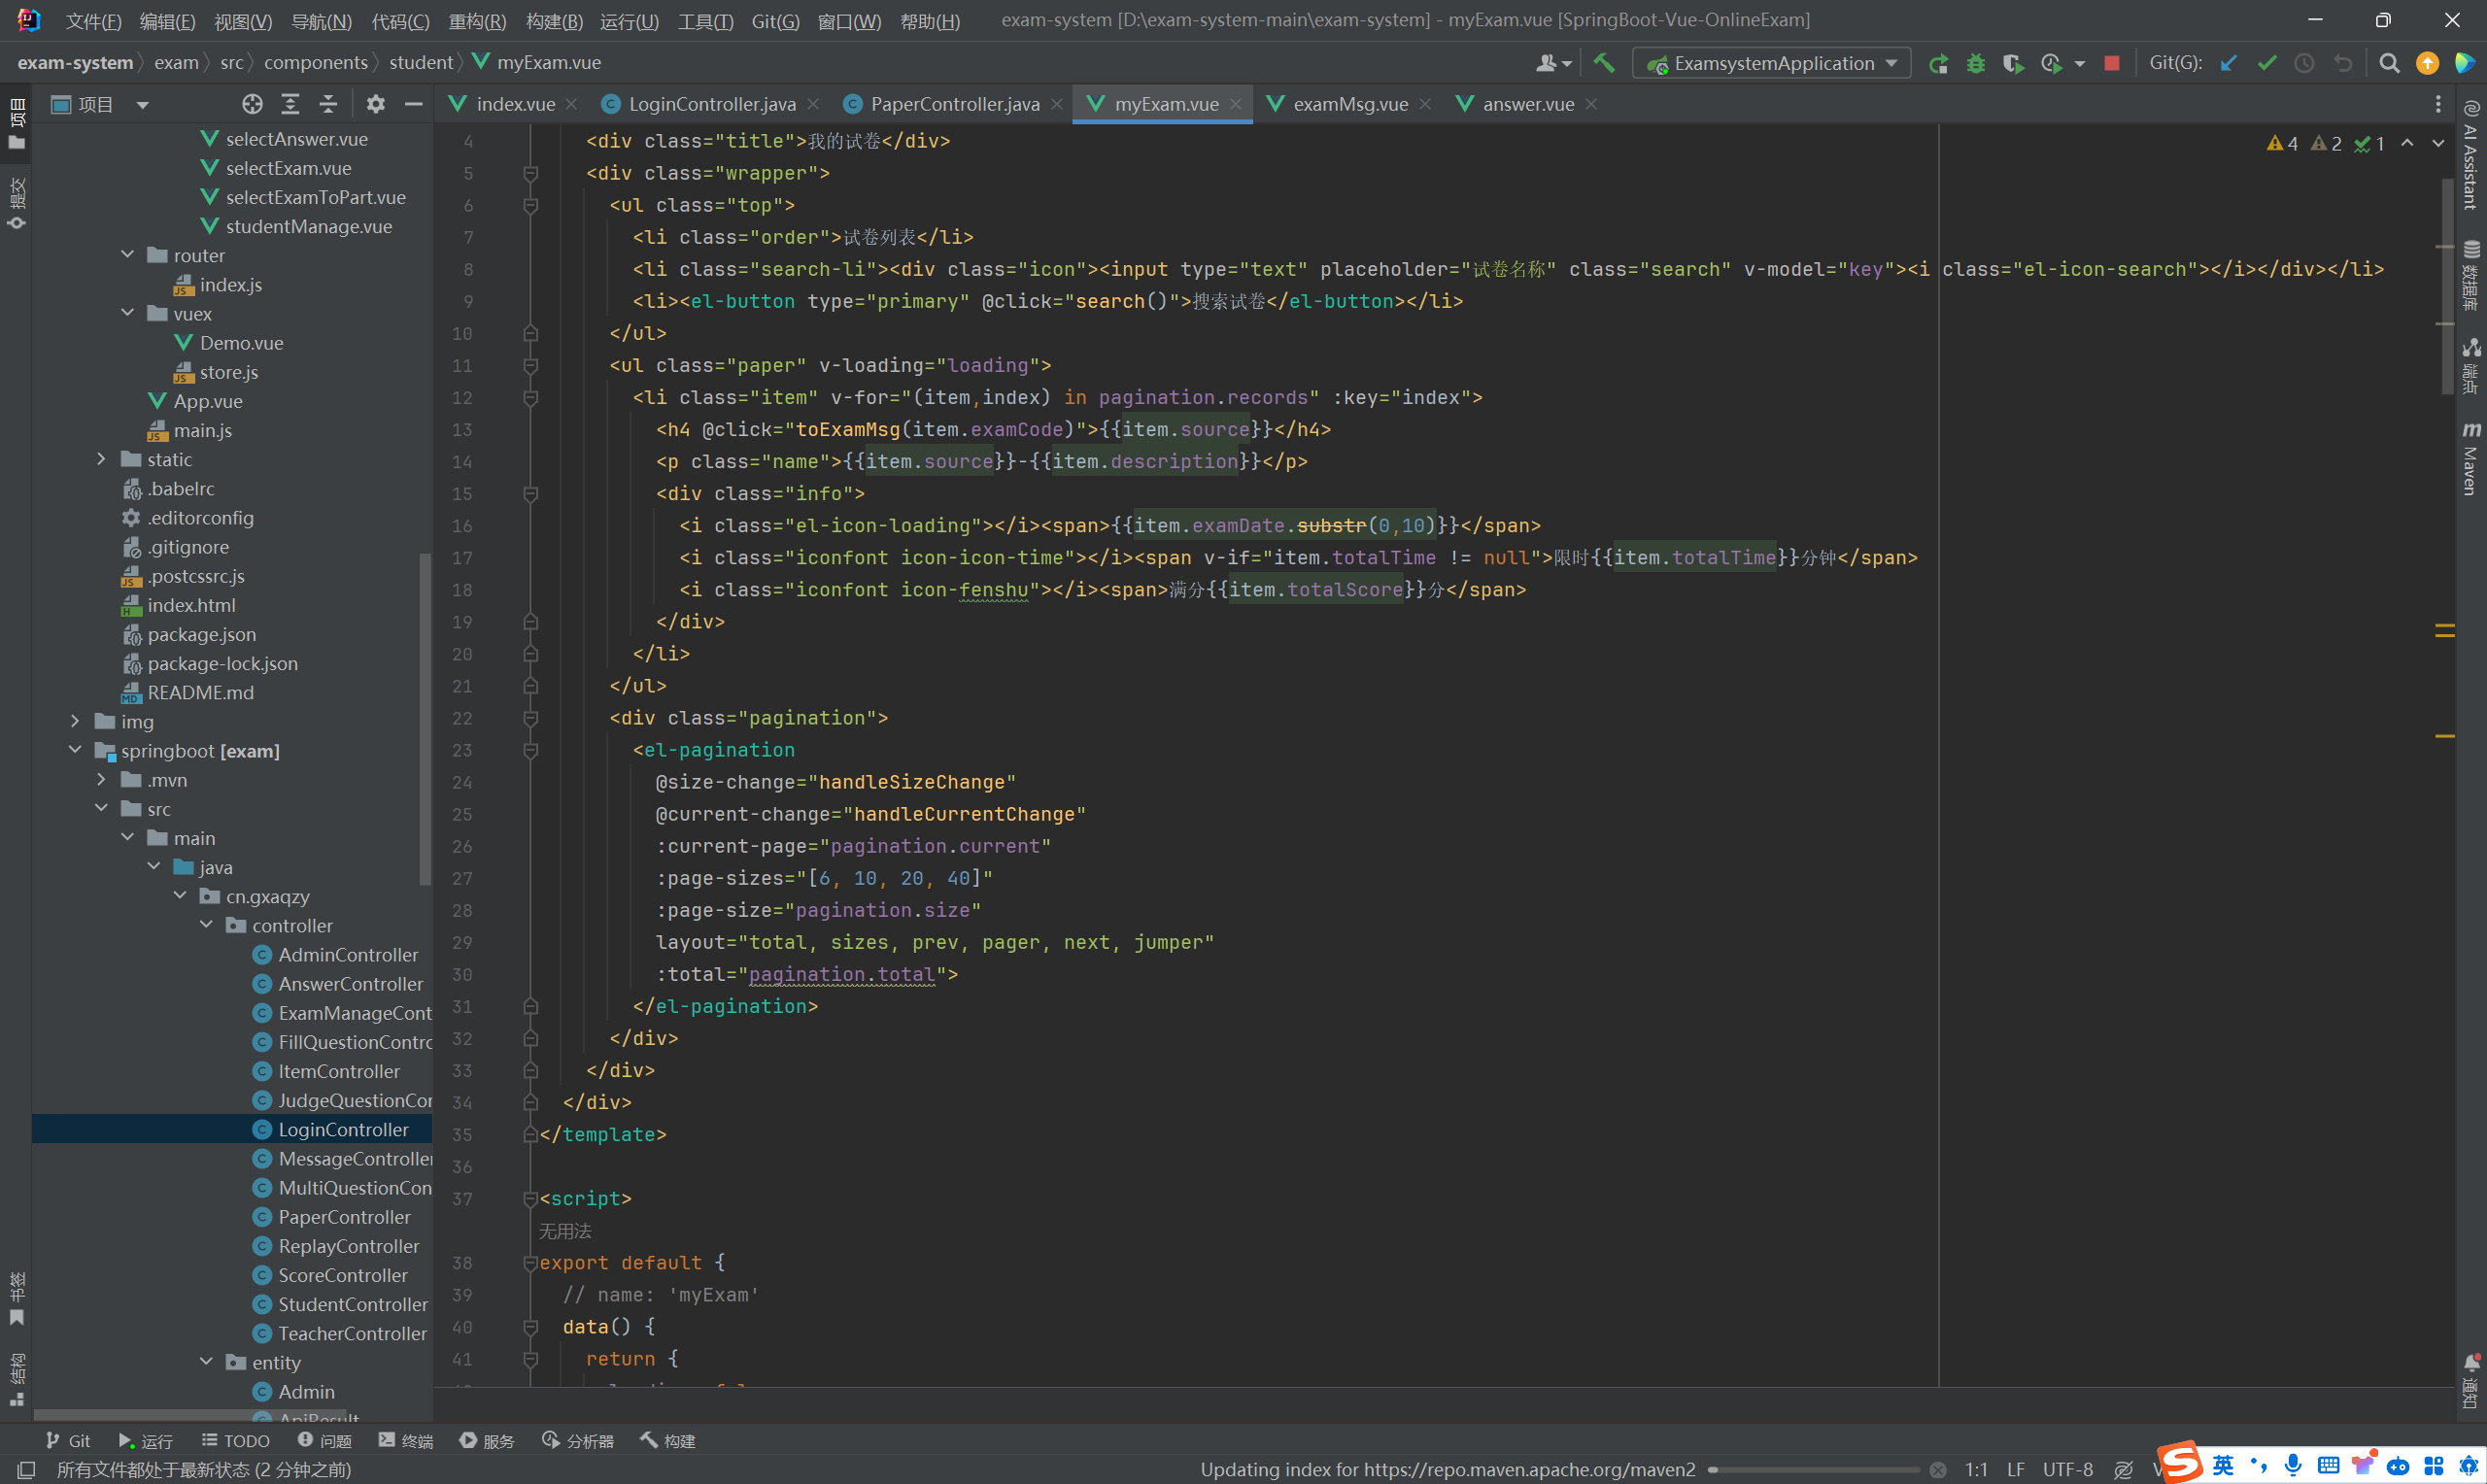 文件(F) 编辑(E) 视图(V) 导航(N) 代码(C) 重构(R) 构建(B) 运行(U) 工具(T) Git(G) 窗口(W) 帮助(H) exam-system [D:\exam-system-main\exam-system] - myExam.vue [SpringBoot-Vue-OnlineExam]
exam-system exam src components student myExam.vue ExamsystemApplication Git(G):
项目 index.vue LoginController.java PaperController.java myExam.vue examMsg.vue answer.vue
项目
提交
书签
结构
selectAnswer.vue
selectExam.vue
selectExamToPart.vue
studentManage.vue
router
index.js
vuex
Demo.vue
store.js
App.vue
main.js
static
.babelrc
.editorconfig
.gitignore
.postcssrc.js
index.html
package.json
package-lock.json
README.md
img
springboot [exam]
.mvn
src
main
java
cn.gxaqzy
controller
AdminController
AnswerController
ExamManageCont
FillQuestionContro
ItemController
JudgeQuestionCor
LoginController
MessageController
MultiQuestionCon
PaperController
ReplayController
ScoreController
StudentController
TeacherController
entity
Admin
ApiResult
4 2 1
4 <div class="title">我的试卷</div>
5 <div class="wrapper">
6 <ul class="top">
7 <li class="order">试卷列表</li>
8 <li class="search-li"><div class="icon"><input type="text" placeholder="试卷名称" class="search" v-model="key"><i class="el-icon-search"></i></div></li>
9 <li><el-button type="primary" @click="search()">搜索试卷</el-button></li>
10 </ul>
11 <ul class="paper" v-loading="loading">
12 <li class="item" v-for="(item,index) in pagination.records" :key="index">
13 <h4 @click="toExamMsg(item.examCode)">{{item.source}}</h4>
14 <p class="name">{{item.source}}-{{item.description}}</p>
15 <div class="info">
16 <i class="el-icon-loading"></i><span>{{item.examDate.substr(0,10)}}</span>
17 <i class="iconfont icon-icon-time"></i><span v-if="item.totalTime != null">限时{{item.totalTime}}分钟</span>
18 <i class="iconfont icon-fenshu"></i><span>满分{{item.totalScore}}分</span>
19 </div>
20 </li>
21 </ul>
22 <div class="pagination">
23 <el-pagination
24 @size-change="handleSizeChange"
25 @current-change="handleCurrentChange"
26 :current-page="pagination.current"
27 :page-sizes="[6, 10, 20, 40]"
28 :page-size="pagination.size"
29 layout="total, sizes, prev, pager, next, jumper"
30 :total="pagination.total">
31 </el-pagination>
32 </div>
33 </div>
34 </div>
35 </template>
36
37 <script>
无用法
38 export default {
39 // name: 'myExam'
40 data() {
41 return {
AI Assistant
数据库
端点
Maven
通知
Git 运行 TODO 问题 终端 服务 分析器 构建
所有文件都处于最新状态 (2 分钟之前) Updating index for https://repo.maven.apache.org/maven2 1:1 LF UTF-8 英